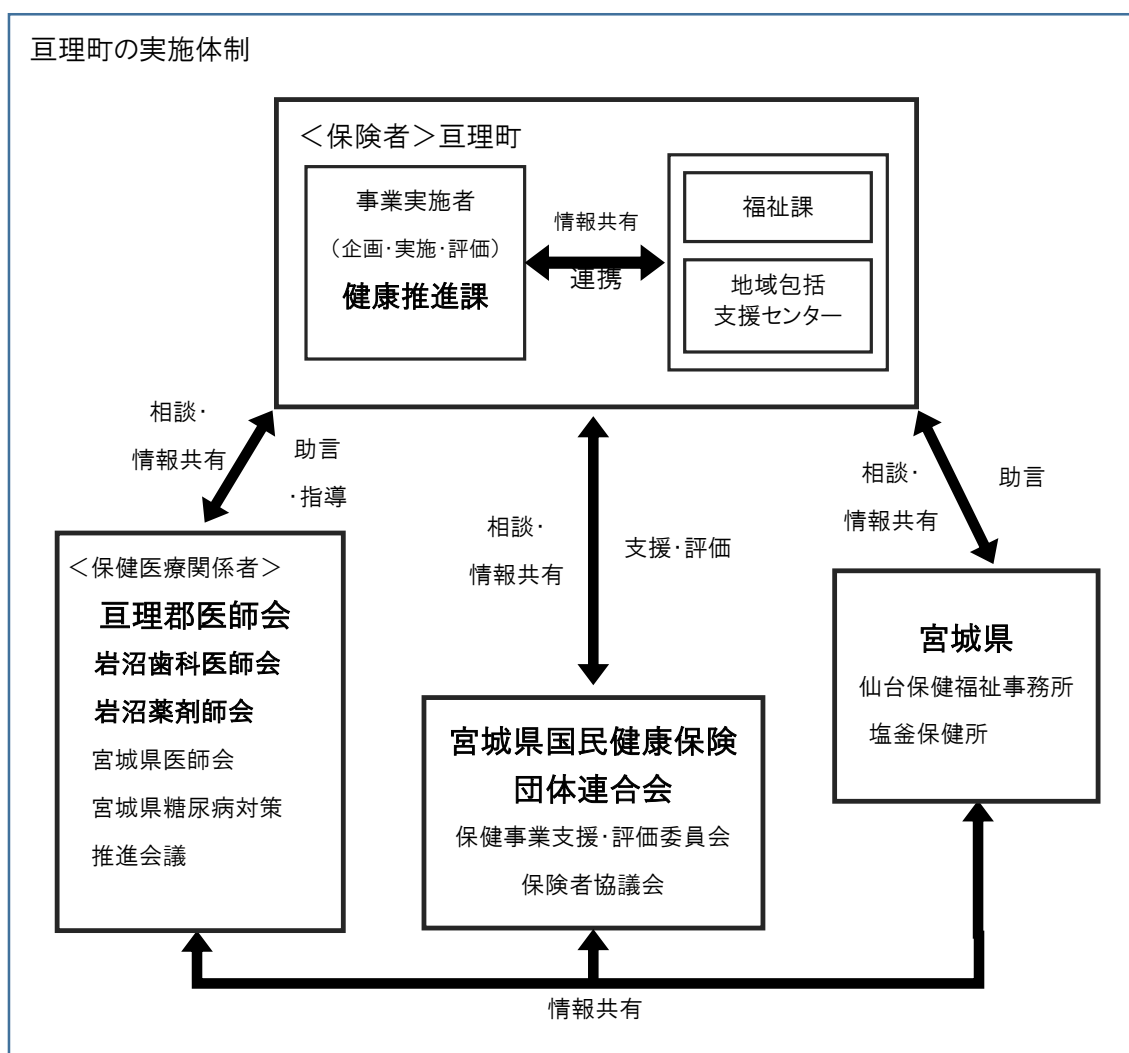 亘理町の実施体制
＜保険者＞亘理町
事業実施者
（企画・実施・評価）
健康推進課
情報共有
連携
福祉課
地域包括
支援センター
相談・
情報共有
助言
・指導
相談・
情報共有
支援・評価
相談・
情報共有
助言
＜保健医療関係者＞
亘理郡医師会
岩沼歯科医師会
岩沼薬剤師会
宮城県医師会
宮城県糖尿病対策
推進会議
宮城県国民健康保険
団体連合会
保健事業支援・評価委員会
保険者協議会
宮城県
仙台保健福祉事務所
塩釜保健所
情報共有